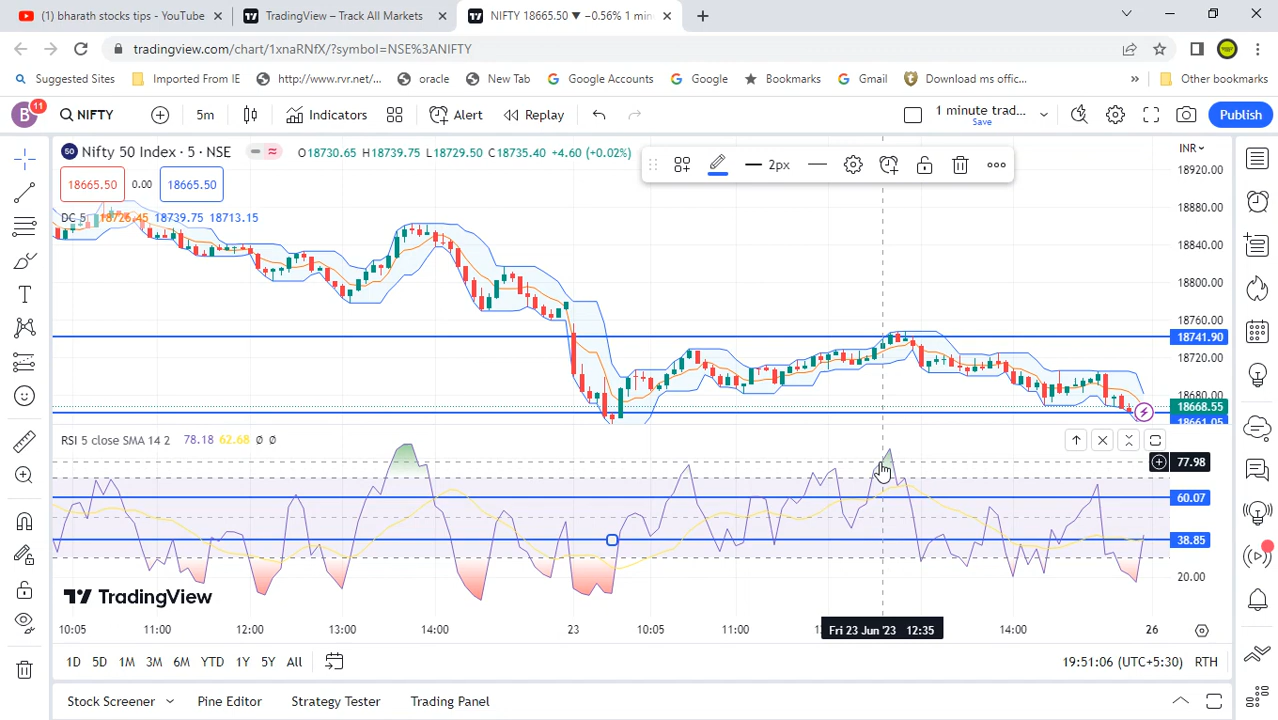 (1) bharath stocks tips - YouTube
TradingView – Track All Markets
NIFTY 18665.50 ▼ −0.56% 1 min
tradingview.com/chart/1xnaRNfX/?symbol=NSE%3ANIFTY
Suggested Sites
Imported From IE
http://www.rvr.net/...
oracle
New Tab
Google Accounts
Google
Bookmarks
Gmail
Download ms offic...
Other bookmarks
B 11
NIFTY
5m
Indicators
Alert
Replay
1 minute trad...
Save
Publish
50 Nifty 50 Index · 5 · NSE
O18730.65 H18739.75 L18729.50 C18735.40 +4.60 (+0.02%)
2px
INR
18665.50 0.00 18665.50
DC 5 18726.45 18739.75 18713.15
18920.00
18880.00
18840.00
18800.00
18760.00
18741.90
18720.00
18680.00
18668.55
18661.05
RSI 5 close SMA 14 2 78.18 62.68 Ø Ø
77.98
60.07
38.85
20.00
TradingView
10:05 11:00 12:00 13:00 14:00 23 10:05 11:00 Fri 23 Jun '23 12:35 14:00 26
1D 5D 1M 3M 6M YTD 1Y 5Y All
19:51:06 (UTC+5:30) RTH
Stock Screener
Pine Editor
Strategy Tester
Trading Panel